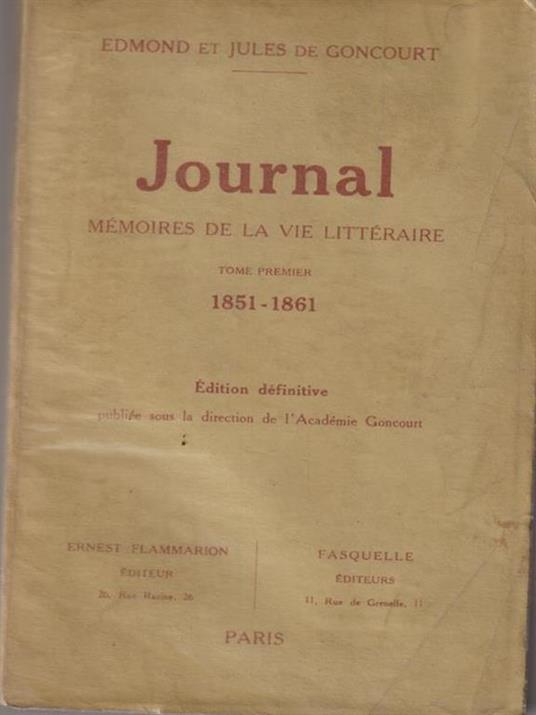 EDMOND ET JULES DE GONCOURT
Journal
MÉMOIRES DE LA VIE LITTÉRAIRE
TOME PREMIER
1851-1861
Édition définitive
publiée sous la direction de l'Académie Goncourt
ERNEST FLAMMARION
ÉDITEUR
26, Rue Racine, 26
FASQUELLE
ÉDITEURS
11, Rue de Grenelle, 11
PARIS